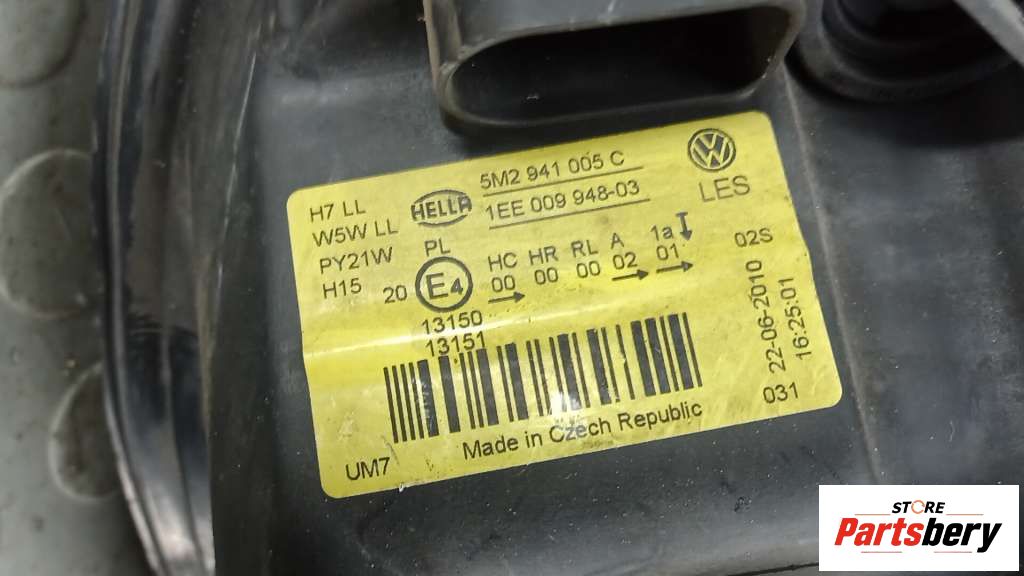 5M2 941 005 C
HELLA
1EE 009 948-03
LES
H7 LL
W5W LL
PY21W
H15
PL
HC HR RL A 1a
20 E4 00 00 00 02 01
02S
13150
13151
22-06-2010
16:25:01
031
Made in Czech Republic
UM7
STORE
Partsbery